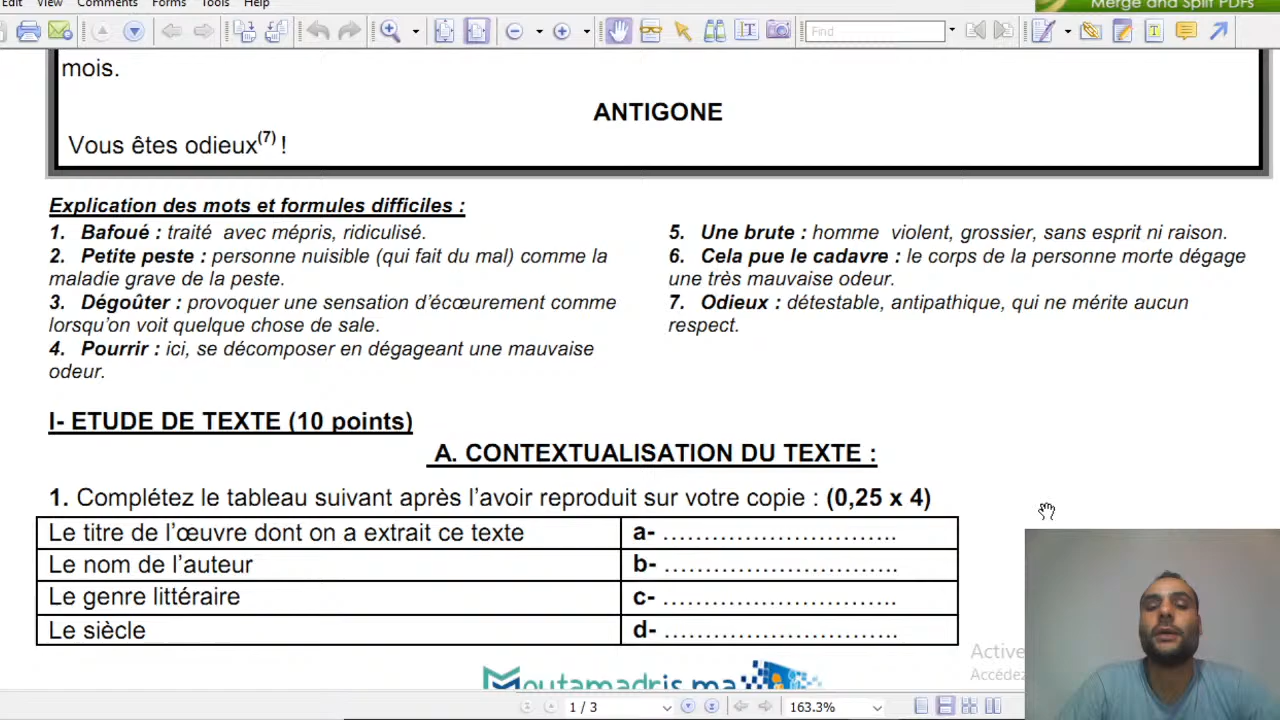 Edit View Comments Forms Tools Help
Merge and Split PDFs
Find
mois.
ANTIGONE
Vous êtes odieux(7) !
Explication des mots et formules difficiles :
1. Bafoué : traité avec mépris, ridiculisé.
2. Petite peste : personne nuisible (qui fait du mal) comme la
maladie grave de la peste.
3. Dégoûter : provoquer une sensation d’écœurement comme
lorsqu’on voit quelque chose de sale.
4. Pourrir : ici, se décomposer en dégageant une mauvaise
odeur.
5. Une brute : homme violent, grossier, sans esprit ni raison.
6. Cela pue le cadavre : le corps de la personne morte dégage
une très mauvaise odeur.
7. Odieux : détestable, antipathique, qui ne mérite aucun
respect.
I- ETUDE DE TEXTE (10 points)
A. CONTEXTUALISATION DU TEXTE :
1. Complétez le tableau suivant après l’avoir reproduit sur votre copie : (0,25 x 4)
Le titre de l’œuvre dont on a extrait ce texte a- ………………………..
Le nom de l’auteur b- ………………………..
Le genre littéraire c- ………………………..
Le siècle d- ………………………..
Moutamadris.ma
Active
Accédez
1 / 3
163.3%